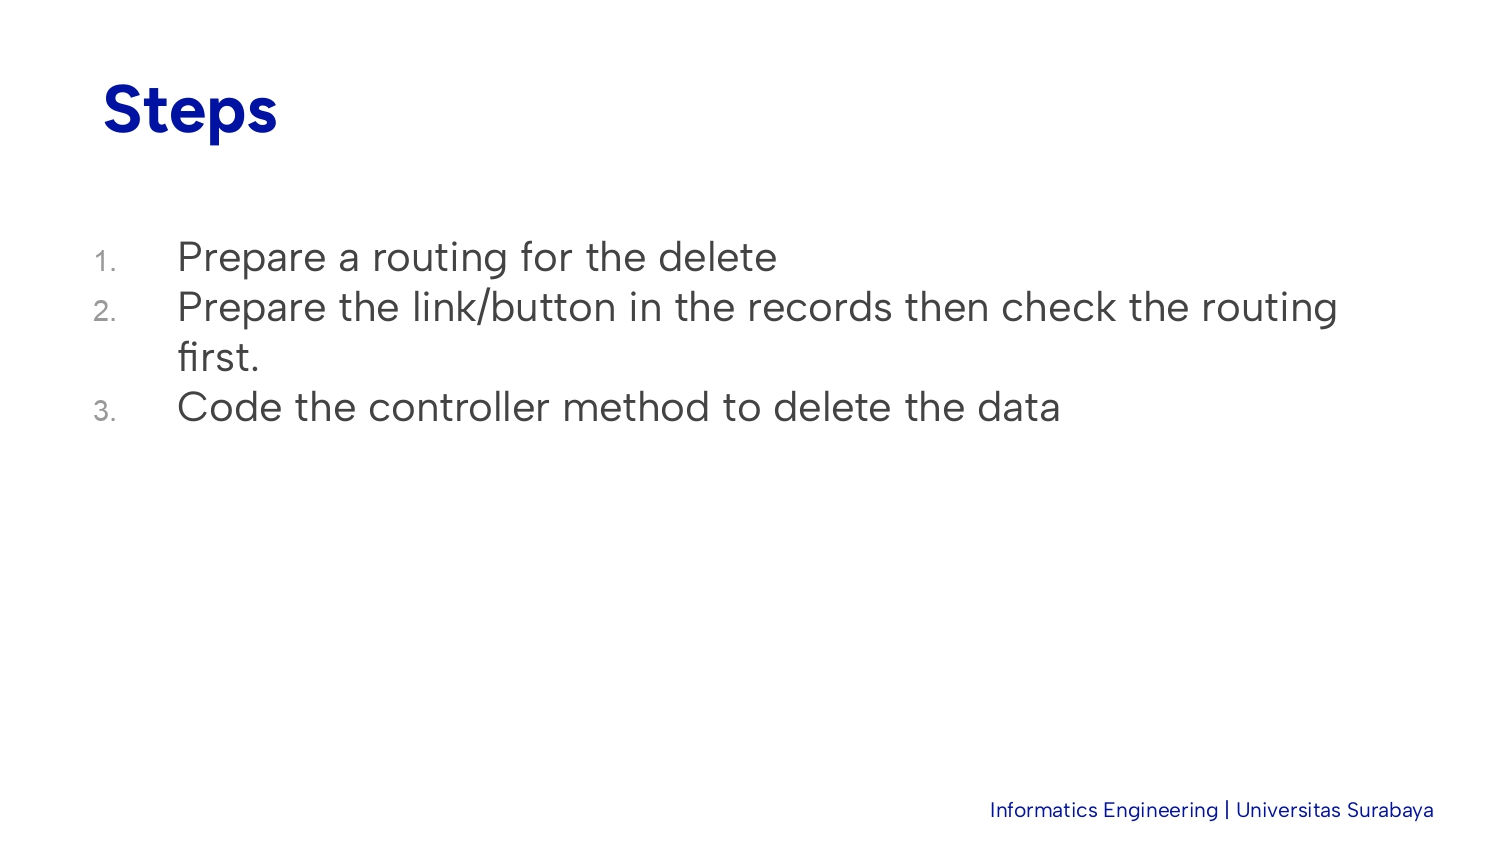 Steps
1. Prepare a routing for the delete
2. Prepare the link/button in the records then check the routing
first.
3. Code the controller method to delete the data
Informatics Engineering | Universitas Surabaya